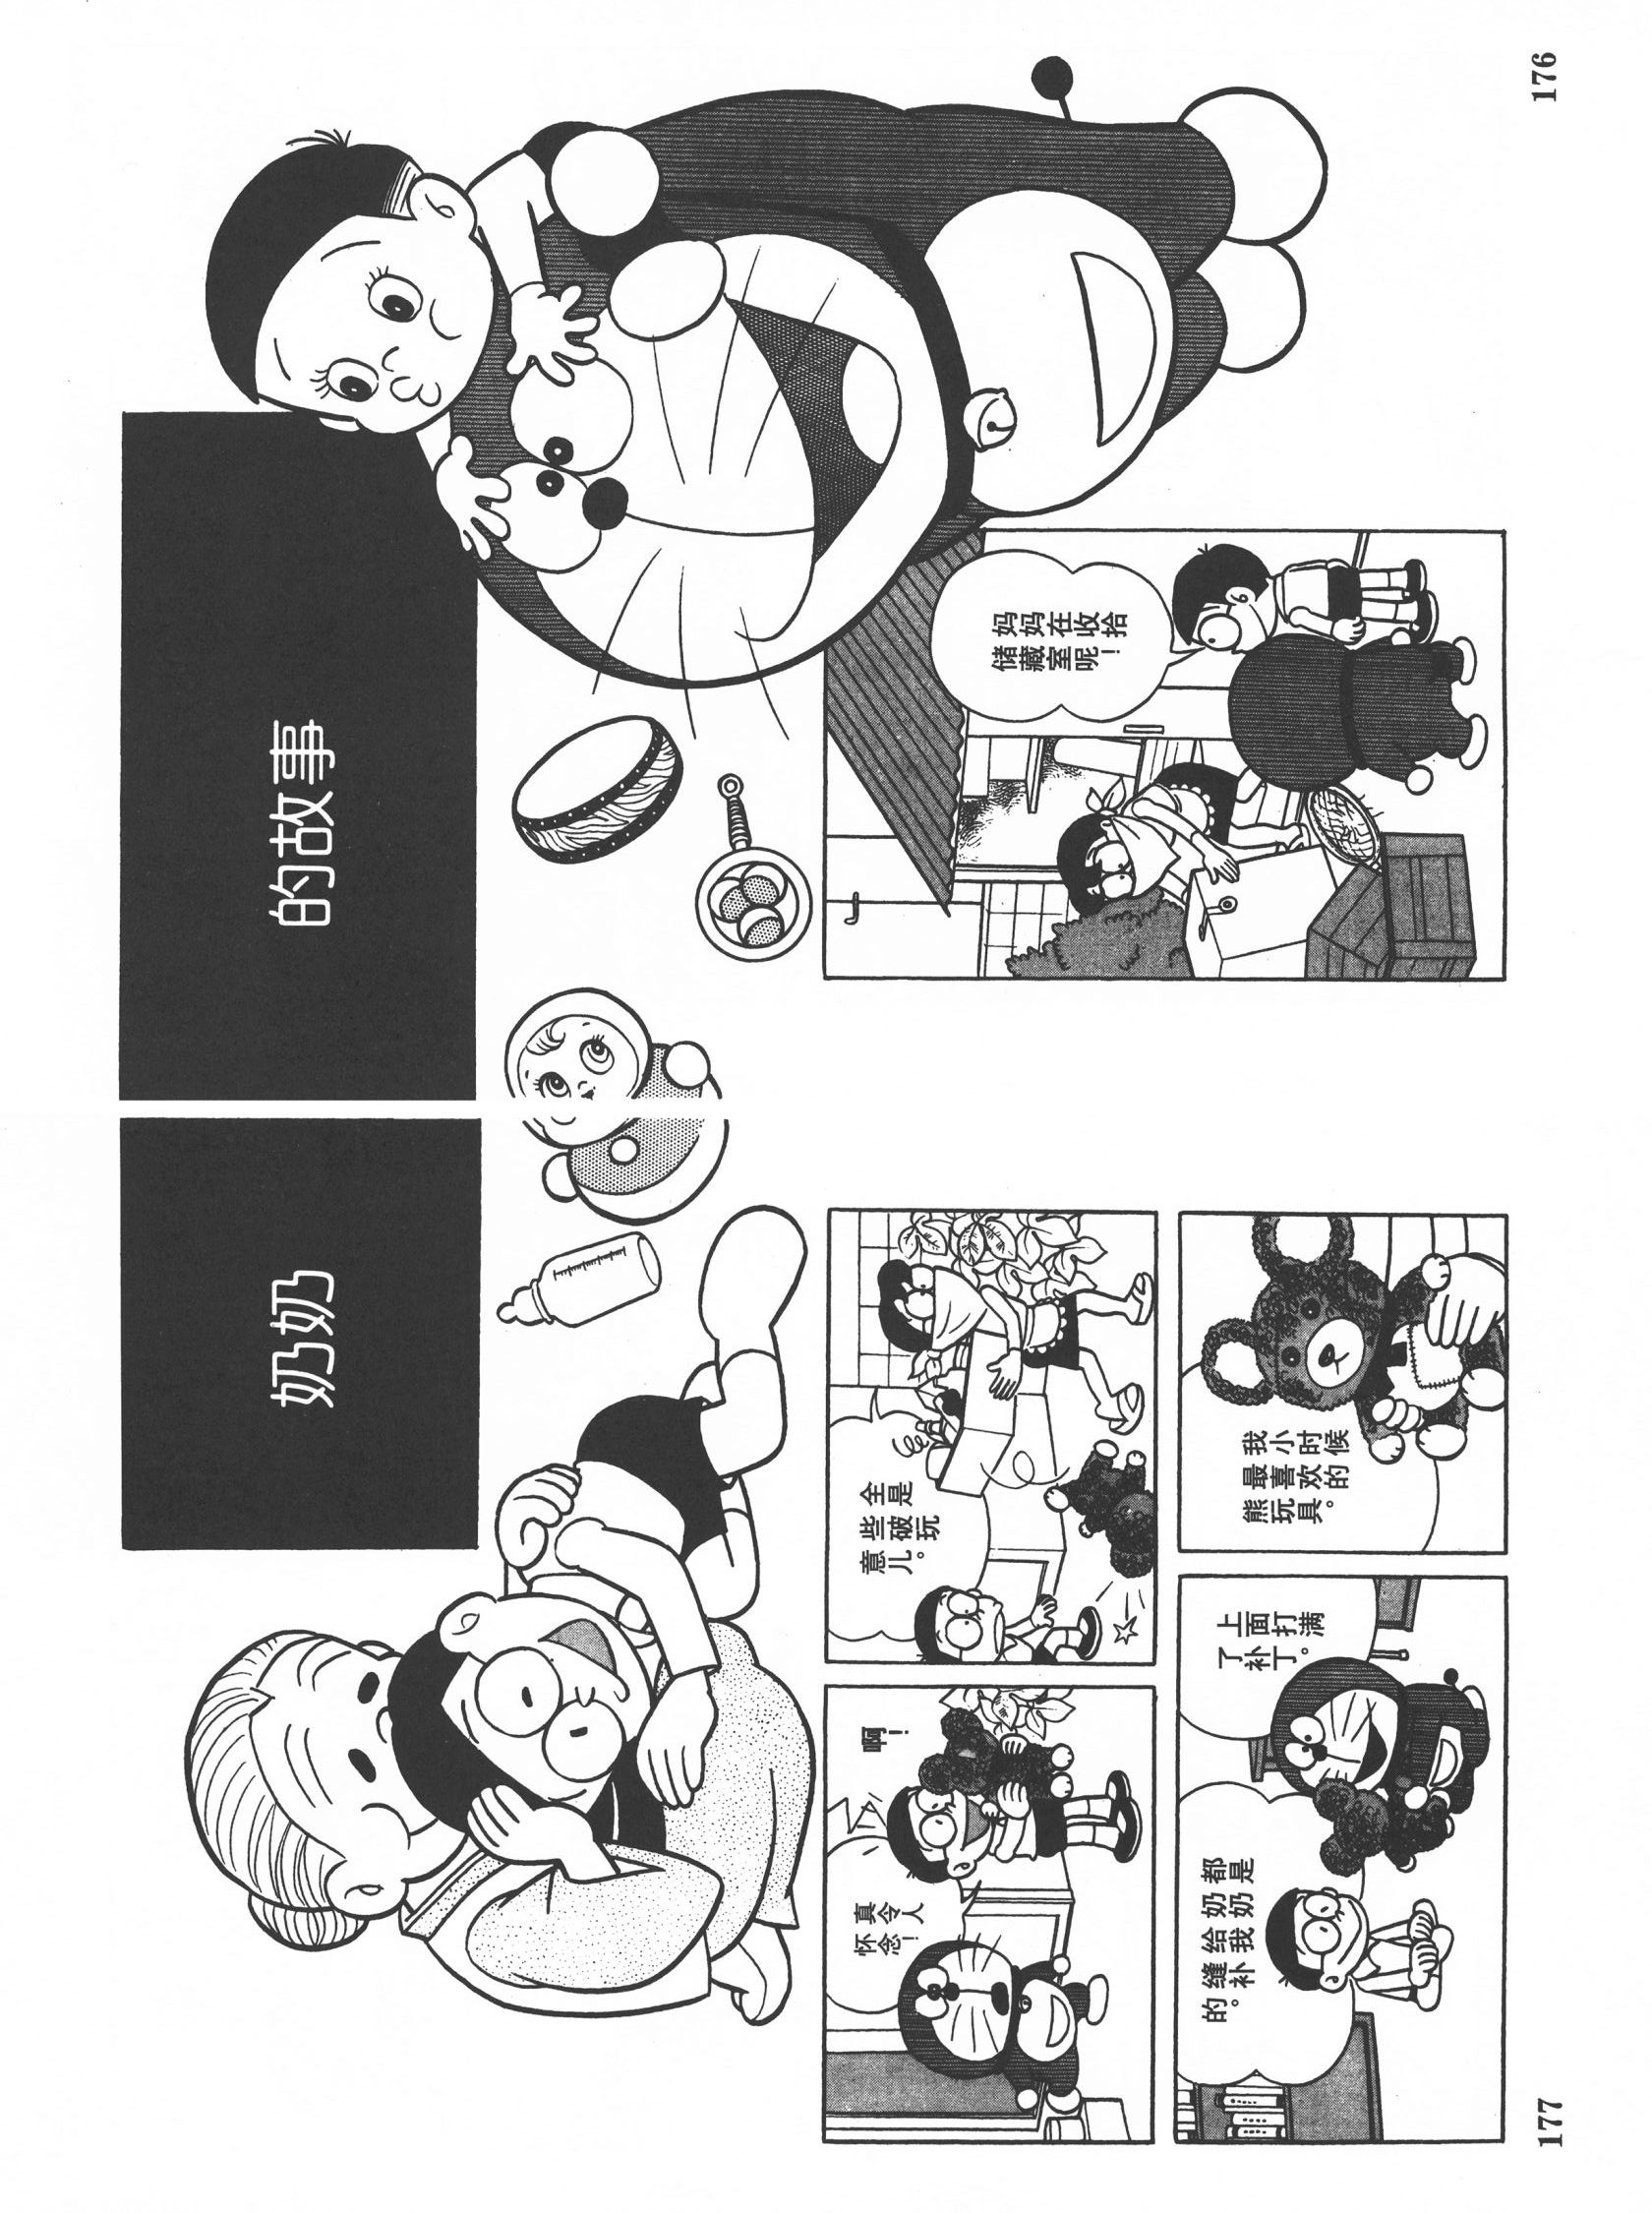 奶奶的故事
妈妈在收拾
储藏室呢！
176
全是
些破玩
意儿。
啊！
真令人
怀念！
我小时候
最喜欢的
熊玩具。
上面打满
了补丁。
都是
奶奶
给我
缝补
的。
177